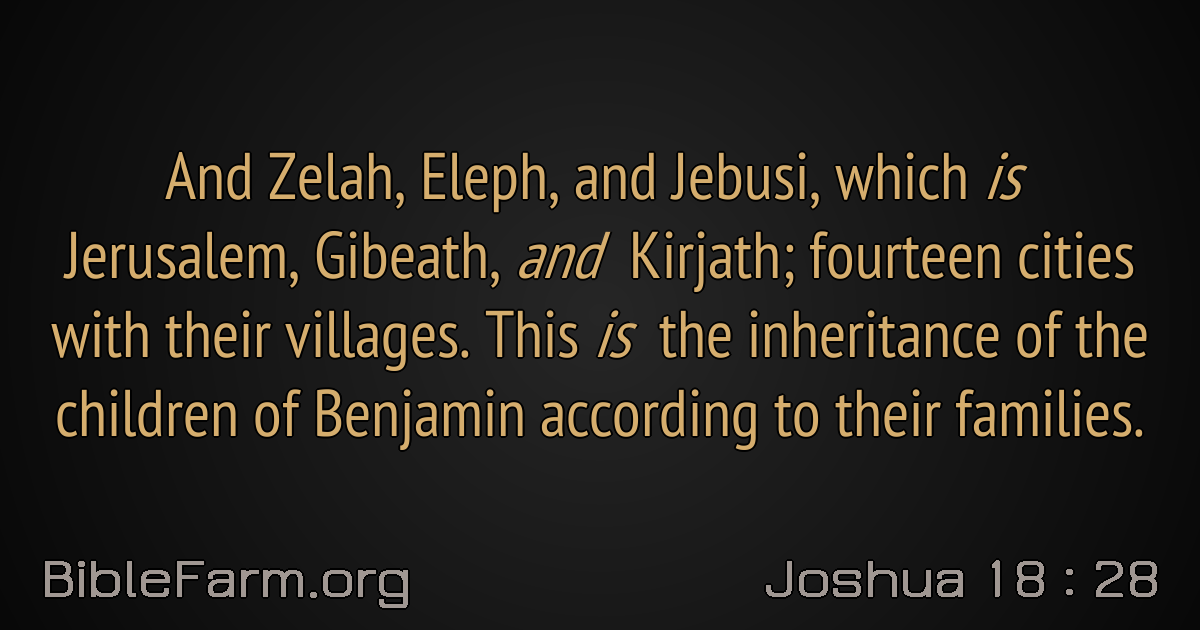 And Zelah, Eleph, and Jebusi, which is
Jerusalem, Gibeath, and Kirjath; fourteen cities
with their villages. This is the inheritance of the
children of Benjamin according to their families.
BibleFarm.org
Joshua 18 : 28